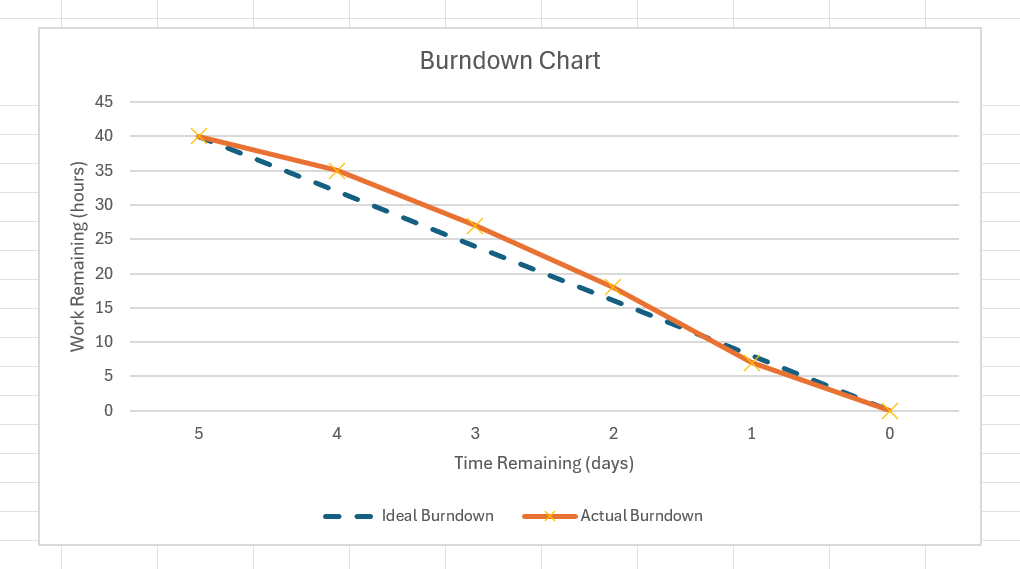 Burndown Chart
45
40
35
30
25
20
15
10
5
0
Work Remaining (hours)
5 4 3 2 1 0
Time Remaining (days)
Ideal Burndown Actual Burndown